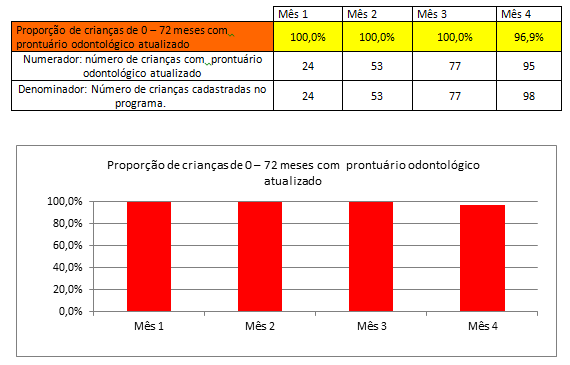 Mês 1 Mês 2 Mês 3 Mês 4
Proporção de crianças de 0 – 72 meses com
prontuário odontológico atualizado
100,0% 100,0% 100,0% 96,9%
Numerador: número de crianças com prontuário
odontológico atualizado
24 53 77 95
Denominador: Número de crianças cadastradas no
programa.
24 53 77 98
Proporção de crianças de 0 – 72 meses com prontuário odontológico
atualizado
100,0%
80,0%
60,0%
40,0%
20,0%
0,0%
Mês 1 Mês 2 Mês 3 Mês 4